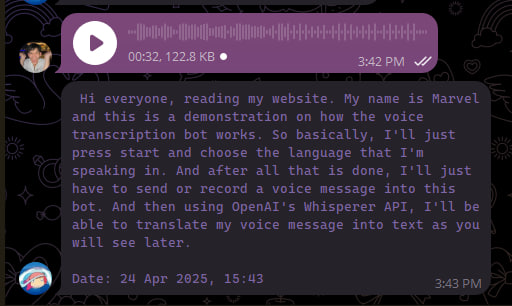 00:32, 122.8 KB
3:42 PM
Hi everyone, reading my website. My name is Marvel
and this is a demonstration on how the voice
transcription bot works. So basically, I'll just
press start and choose the language that I'm
speaking in. And after all that is done, I'll just
have to send or record a voice message into this
bot. And then using OpenAI's Whisperer API, I'll be
able to translate my voice message into text as you
will see later.
Date: 24 Apr 2025, 15:43
3:43 PM